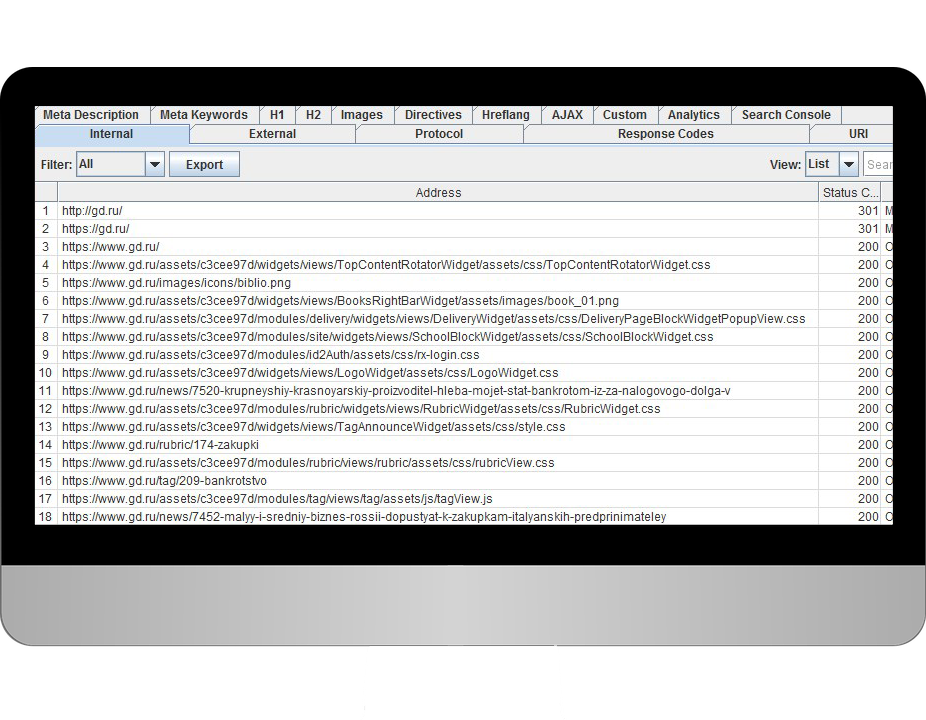 Meta Description Meta Keywords H1 H2 Images Directives Hreflang AJAX Custom Analytics Search Console
Internal External Protocol Response Codes URI
Filter: All Export View: List Sear
Address Status C...
1 http://gd.ru/ 301 M
2 https://gd.ru/ 301 M
3 https://www.gd.ru/ 200 O
4 https://www.gd.ru/assets/c3cee97d/widgets/views/TopContentRotatorWidget/assets/css/TopContentRotatorWidget.css 200 O
5 https://www.gd.ru/images/icons/biblio.png 200 O
6 https://www.gd.ru/assets/c3cee97d/widgets/views/BooksRightBarWidget/assets/images/book_01.png 200 O
7 https://www.gd.ru/assets/c3cee97d/modules/delivery/widgets/views/DeliveryWidget/assets/css/DeliveryPageBlockWidgetPopupView.css 200 O
8 https://www.gd.ru/assets/c3cee97d/modules/site/widgets/views/SchoolBlockWidget/assets/css/SchoolBlockWidget.css 200 O
9 https://www.gd.ru/assets/c3cee97d/modules/id2Auth/assets/css/rx-login.css 200 O
10 https://www.gd.ru/assets/c3cee97d/widgets/views/LogoWidget/assets/css/LogoWidget.css 200 O
11 https://www.gd.ru/news/7520-krupneyshiy-krasnoyarskiy-proizvoditel-hleba-mojet-stat-bankrotom-iz-za-nalogovogo-dolga-v 200 O
12 https://www.gd.ru/assets/c3cee97d/modules/rubric/widgets/views/RubricWidget/assets/css/RubricWidget.css 200 O
13 https://www.gd.ru/assets/c3cee97d/widgets/views/TagAnnounceWidget/assets/css/style.css 200 O
14 https://www.gd.ru/rubric/174-zakupki 200 O
15 https://www.gd.ru/assets/c3cee97d/modules/rubric/views/rubric/assets/css/rubricView.css 200 O
16 https://www.gd.ru/tag/209-bankrotstvo 200 O
17 https://www.gd.ru/assets/c3cee97d/modules/tag/views/tag/assets/js/tagView.js 200 O
18 https://www.gd.ru/news/7452-malyy-i-sredniy-biznes-rossii-dopustyat-k-zakupkam-italyanskih-predprinimateley 200 O